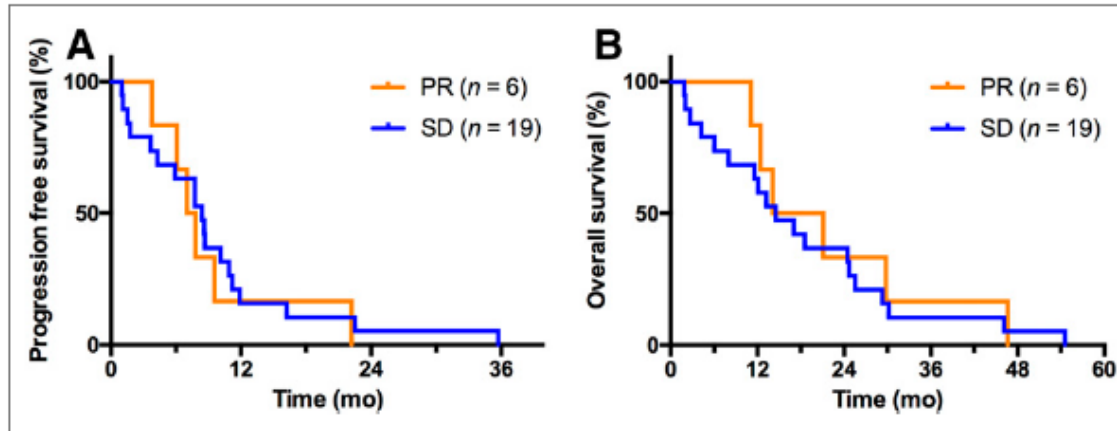 A
Progression free survival (%)
100
50
0
PR (n = 6)
SD (n = 19)
0 12 24 36
Time (mo)
B
Overall survival (%)
100
50
0
PR (n = 6)
SD (n = 19)
0 12 24 36 48 60
Time (mo)